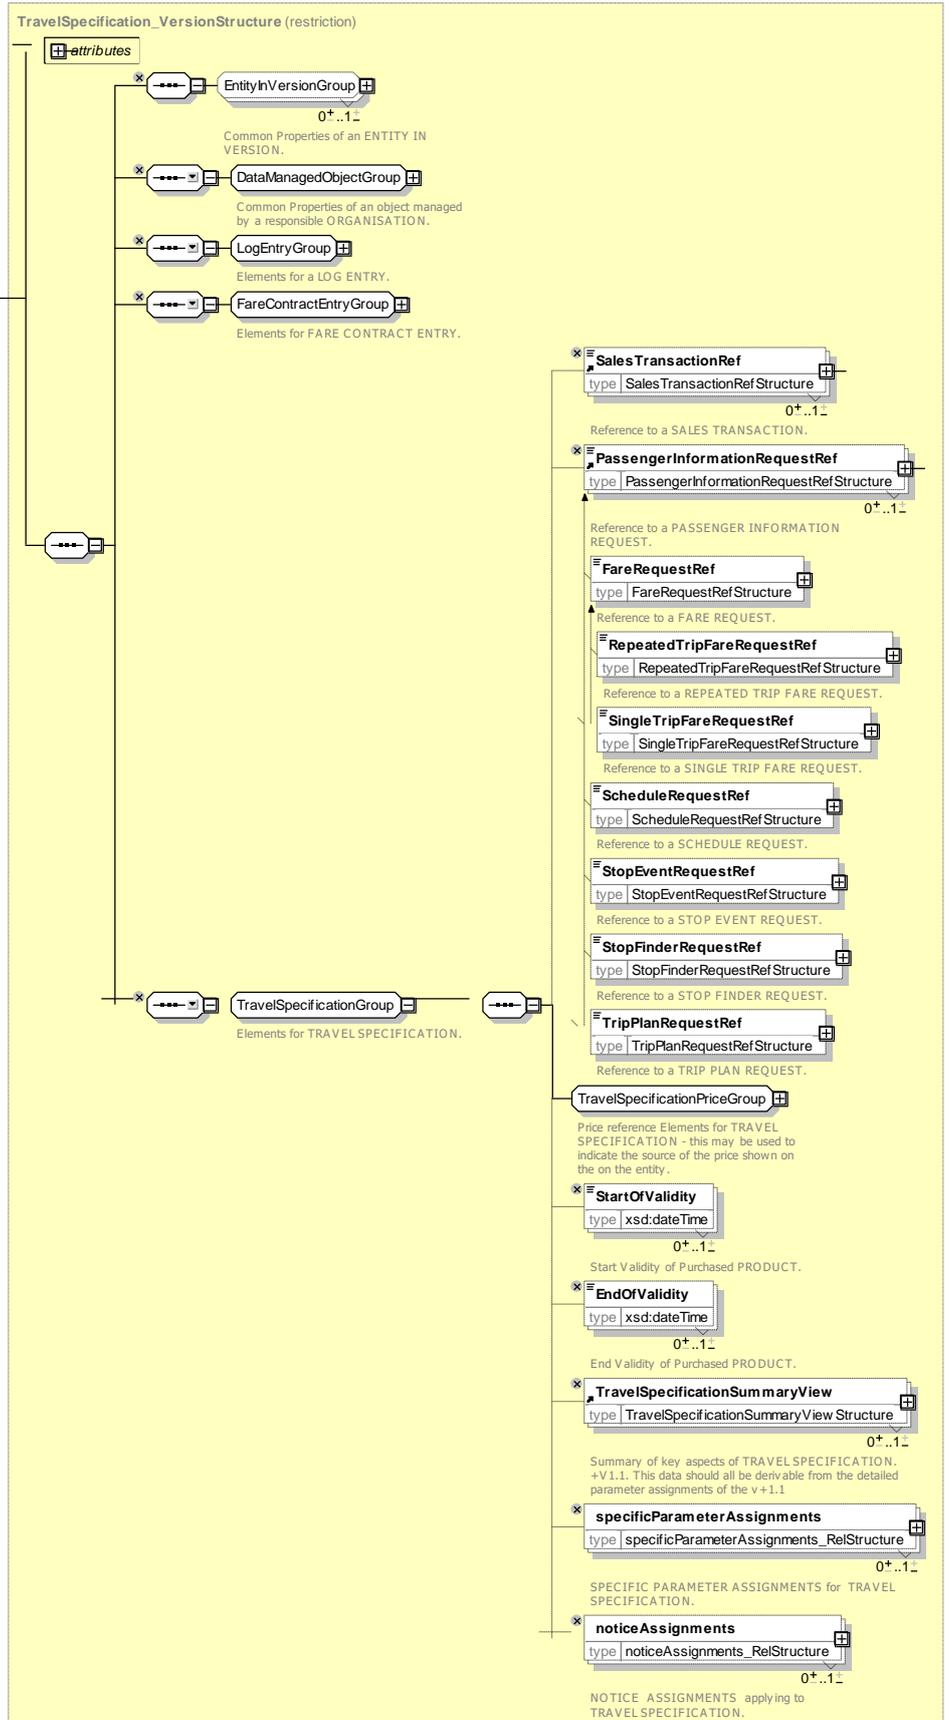 TravelSpecification_VersionStructure (restriction)
attributes
EntityInVersionGroup
0..1
Common Properties of an ENTITY IN
VERSION.
DataManagedObjectGroup
Common Properties of an object managed
by a responsible ORGANISATION.
LogEntryGroup
Elements for a LOG ENTRY.
FareContractEntryGroup
Elements for FARE CONTRACT ENTRY.
SalesTransactionRef
type SalesTransactionRefStructure
0..1
Reference to a SALES TRANSACTION.
PassengerInformationRequestRef
type PassengerInformationRequestRefStructure
0..1
Reference to a PASSENGER INFORMATION
REQUEST.
FareRequestRef
type FareRequestRefStructure
Reference to a FARE REQUEST.
RepeatedTripFareRequestRef
type RepeatedTripFareRequestRefStructure
Reference to a REPEATED TRIP FARE REQUEST.
SingleTripFareRequestRef
type SingleTripFareRequestRefStructure
Reference to a SINGLE TRIP FARE REQUEST.
ScheduleRequestRef
type ScheduleRequestRefStructure
Reference to a SCHEDULE REQUEST.
StopEventRequestRef
type StopEventRequestRefStructure
Reference to a STOP EVENT REQUEST.
StopFinderRequestRef
type StopFinderRequestRefStructure
Reference to a STOP FINDER REQUEST.
TravelSpecificationGroup
Elements for TRAVEL SPECIFICATION.
TripPlanRequestRef
type TripPlanRequestRefStructure
Reference to a TRIP PLAN REQUEST.
TravelSpecificationPriceGroup
Price reference Elements for TRAVEL
SPECIFICATION - this may be used to
indicate the source of the price shown on
the on the entity.
StartOfValidity
type xsd:dateTime
0..1
Start Validity of Purchased PRODUCT.
EndOfValidity
type xsd:dateTime
0..1
End Validity of Purchased PRODUCT.
TravelSpecificationSummaryView
type TravelSpecificationSummaryViewStructure
0..1
Summary of key aspects of TRAVEL SPECIFICATION.
+V1.1. This data should all be derivable from the detailed
parameter assignments of the v+1.1
specificParameterAssignments
type specificParameterAssignments_RelStructure
0..1
SPECIFIC PARAMETER ASSIGNMENTS for TRAVEL
SPECIFICATION.
noticeAssignments
type noticeAssignments_RelStructure
0..1
NOTICE ASSIGNMENTS applying to
TRAVEL SPECIFICATION.